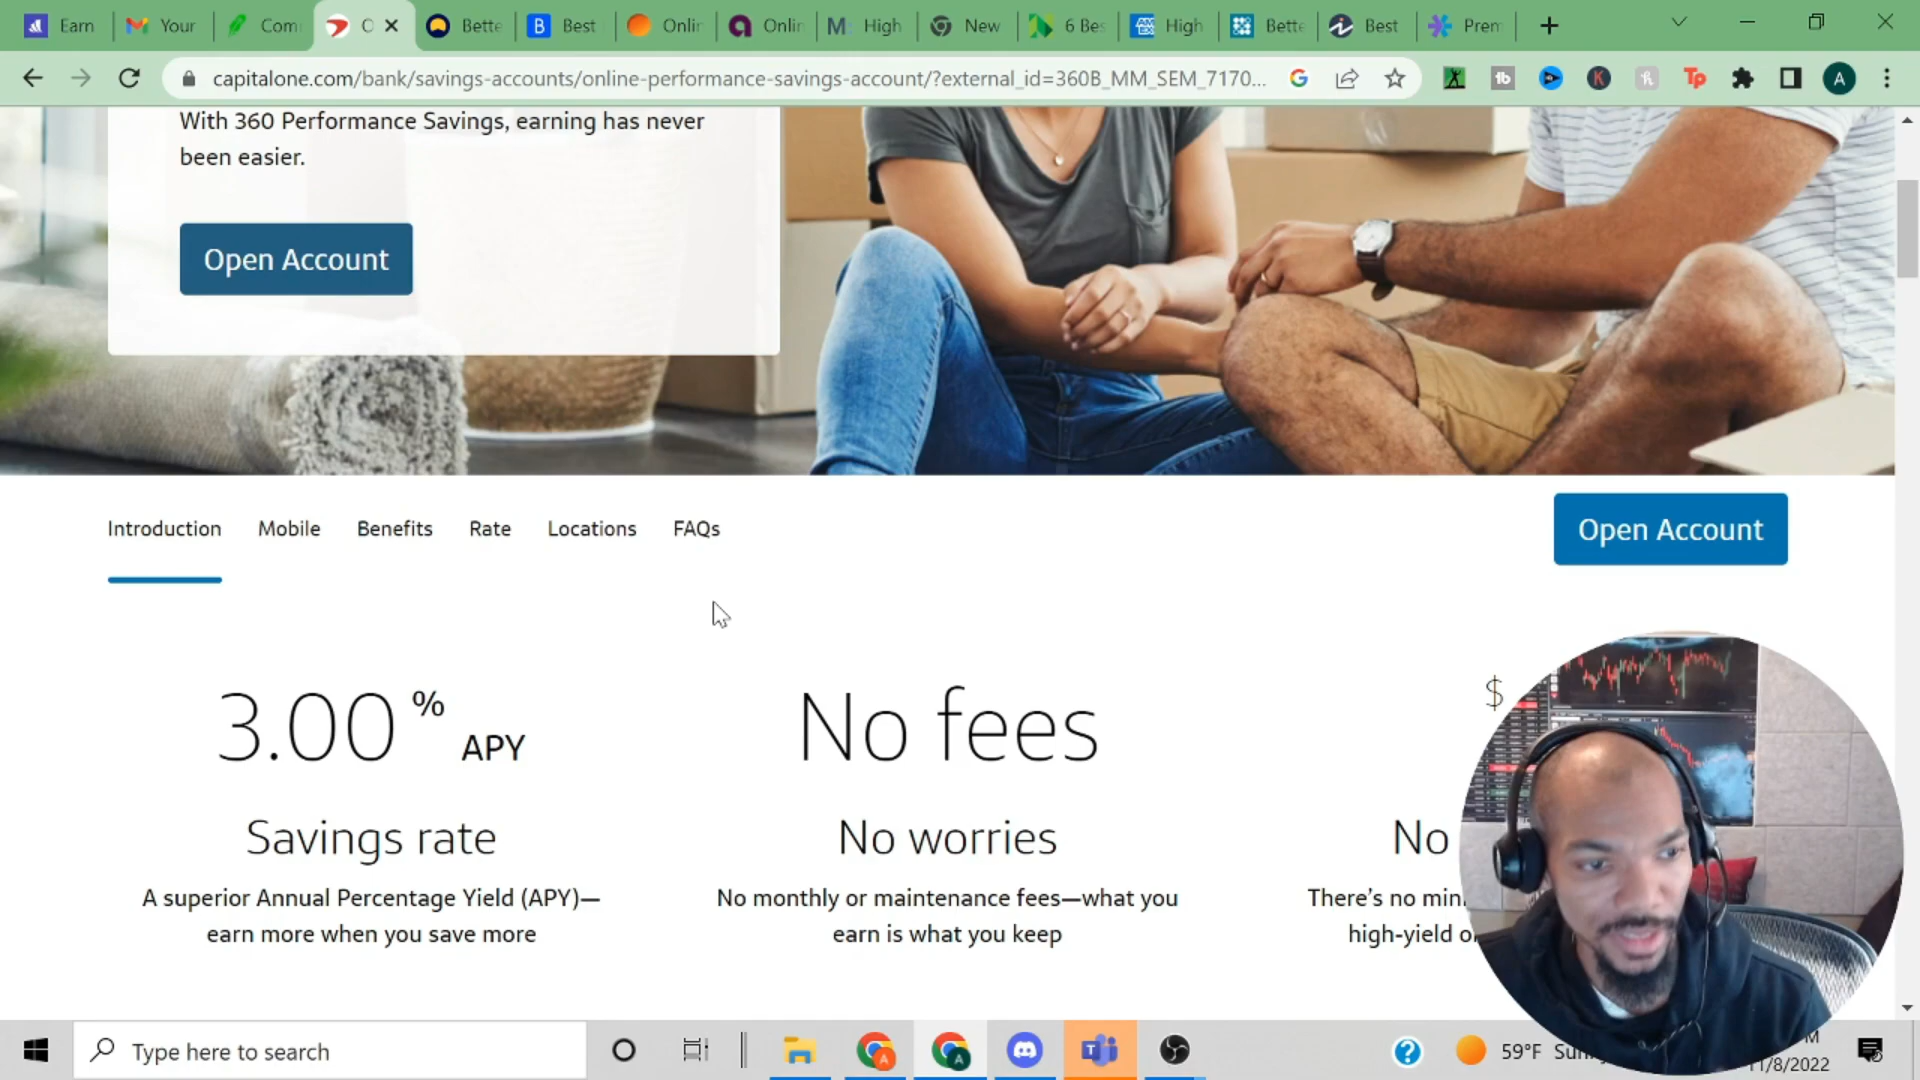 Earn
Your
Com
C
Bette
Best
Onlin
Onlin
High
New
6 Bes
High
Bette
Best
Prem
capitalone.com/bank/savings-accounts/online-performance-savings-account/?external_id=360B_MM_SEM_7170...
With 360 Performance Savings, earning has never
been easier.
Open Account
Introduction Mobile Benefits Rate Locations FAQs
Open Account
3.00 % APY
No fees
$
Savings rate
No worries
No
A superior Annual Percentage Yield (APY)—
earn more when you save more
No monthly or maintenance fees—what you
earn is what you keep
There's no min
high-yield
Type here to search
59°F
11/8/2022